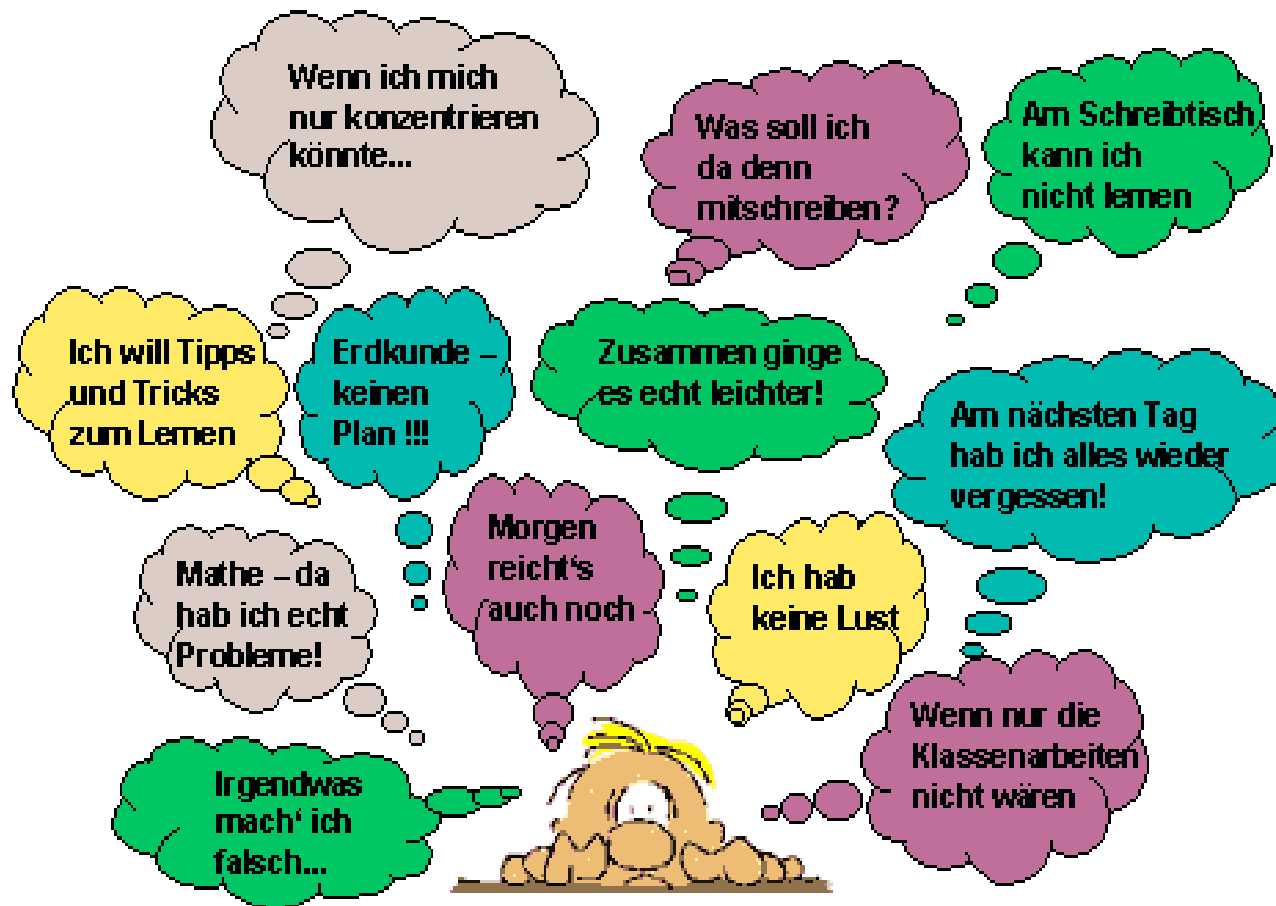 Wenn ich mich
nur konzentrieren
könnte...
Was soll ich
da denn
mitschreiben?
Am Schreibtisch
kann ich
nicht lernen
Ich will Tipps
und Tricks
zum Lernen
Erdkunde –
keinen
Plan !!!
Zusammen ginge
es echt leichter!
Am nächsten Tag
hab ich alles wieder
vergessen!
Mathe – da
hab ich echt
Probleme!
Morgen
reicht's
auch noch
Ich hab
keine Lust
Wenn nur die
Klassenarbeiten
nicht wären
Irgendwas
mach‘ ich
falsch...